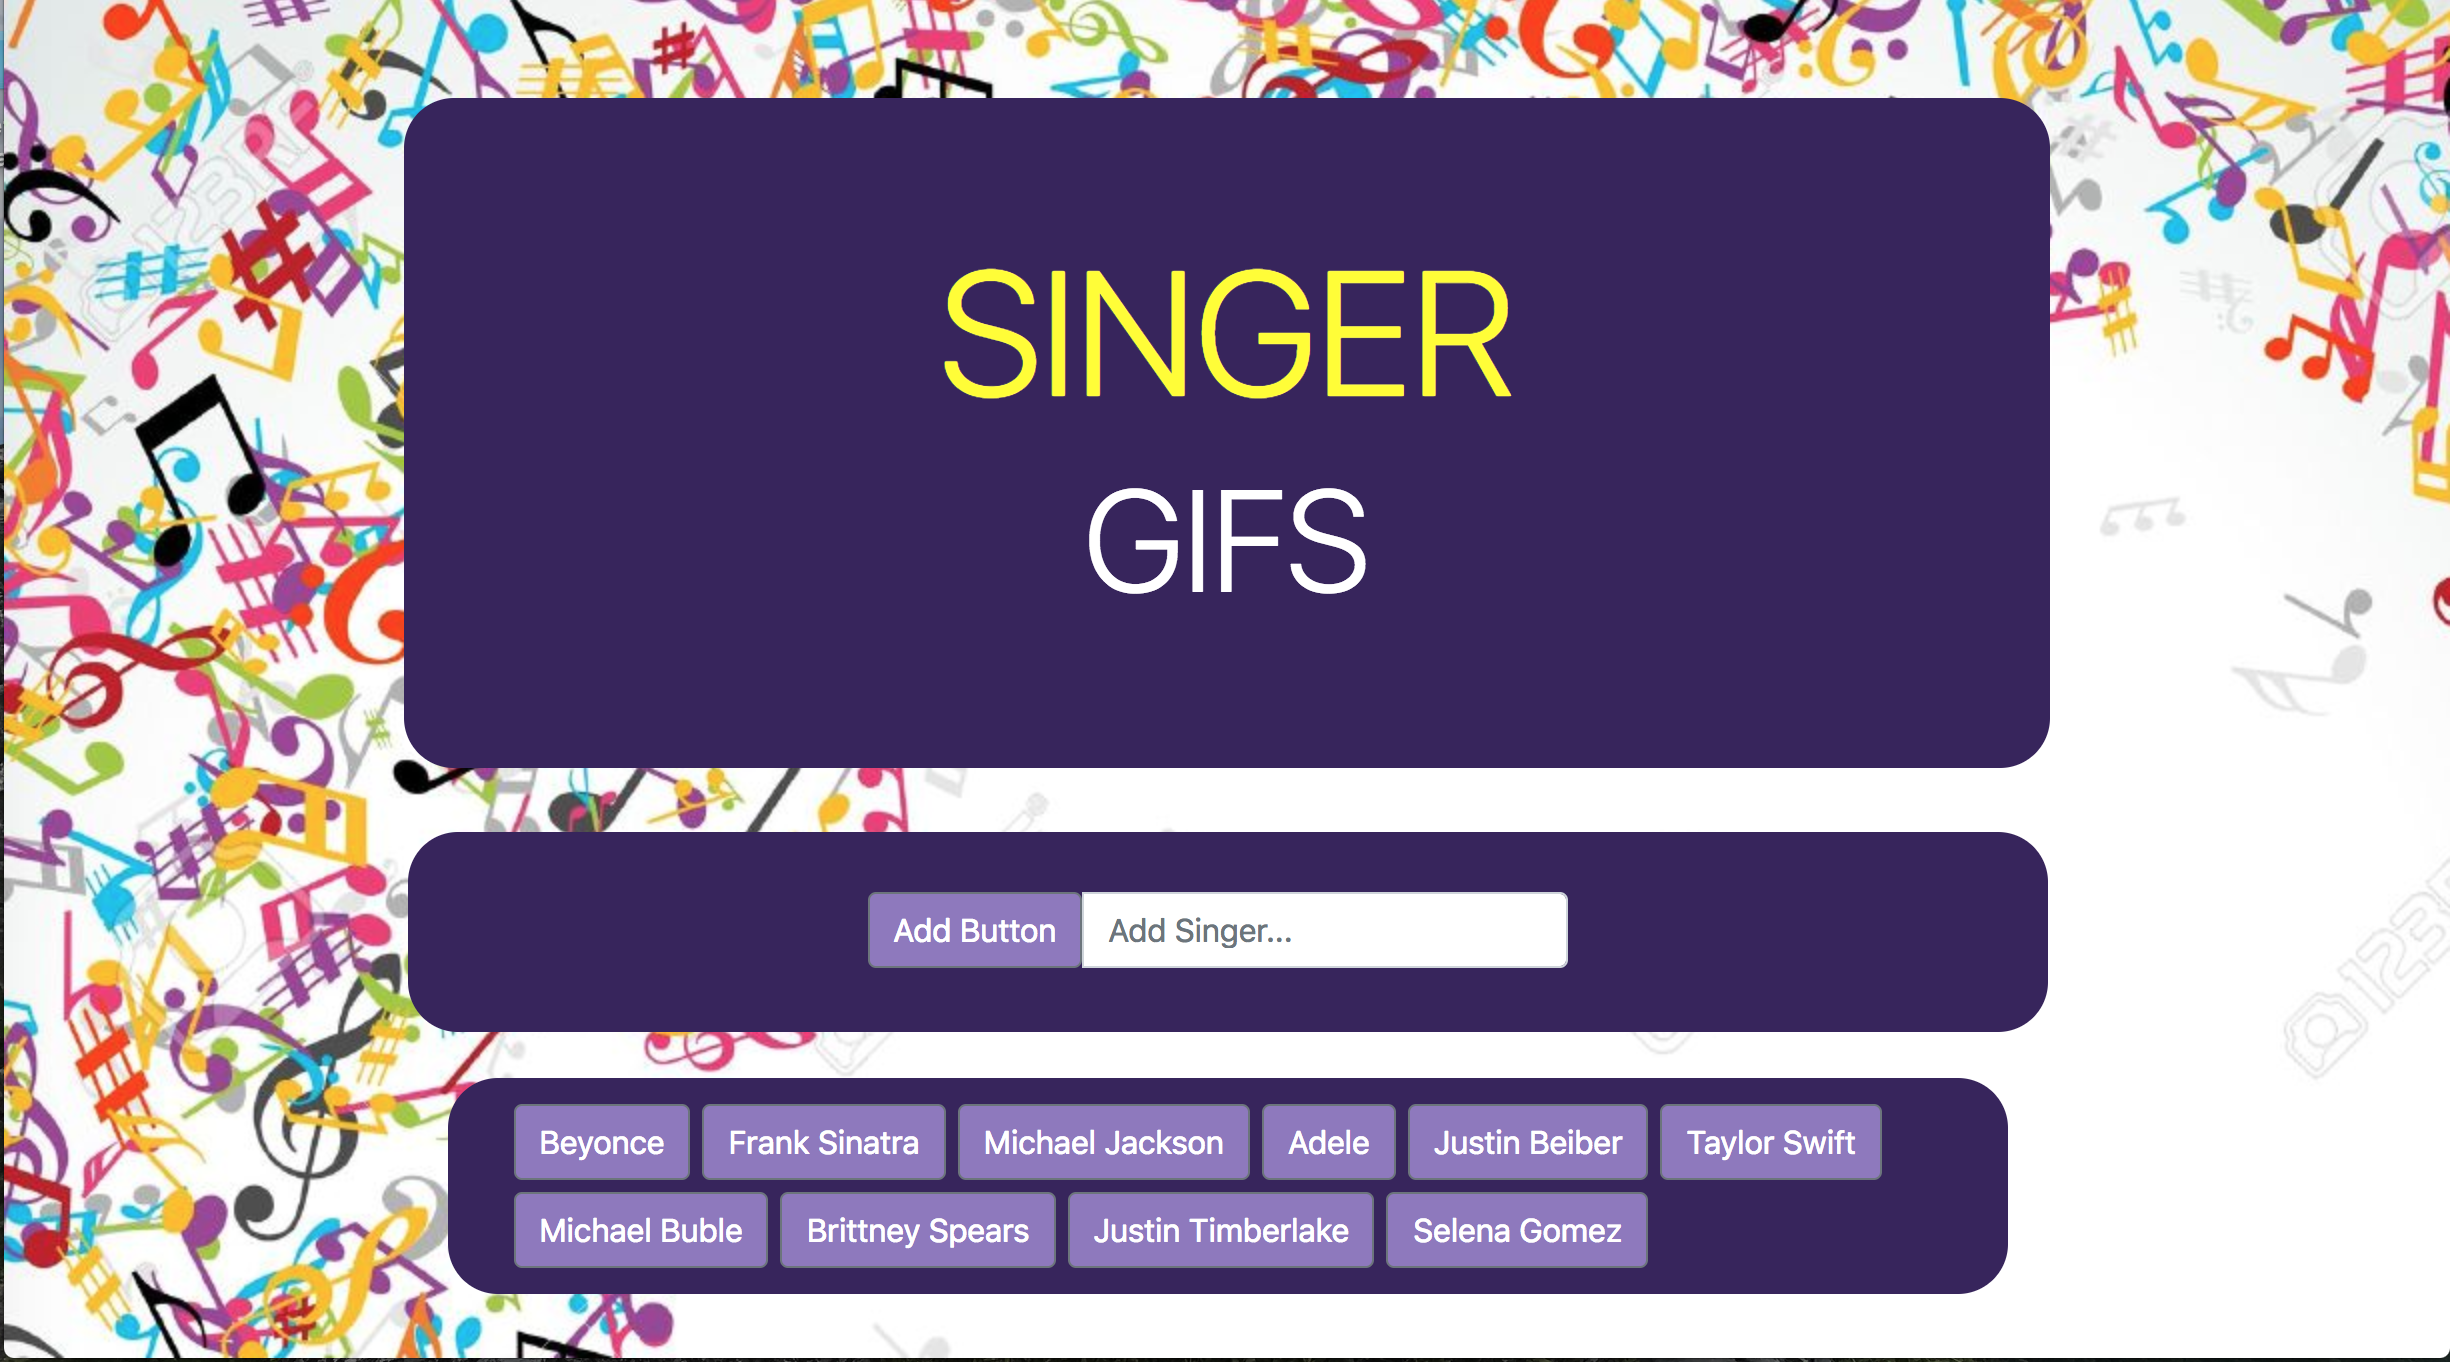 SINGER
GIFS
Add Button Add Singer...
Beyonce Frank Sinatra Michael Jackson Adele Justin Beiber Taylor Swift
Michael Buble Brittney Spears Justin Timberlake Selena Gomez